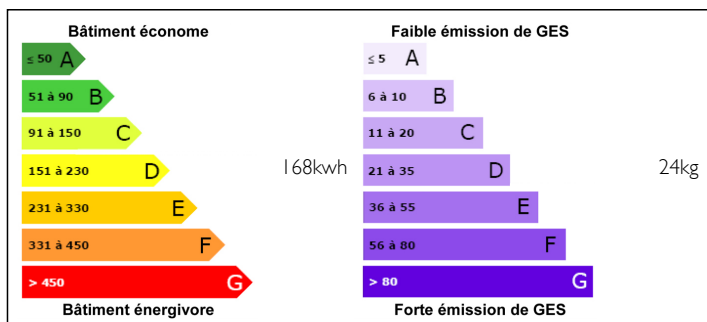 Bâtiment économe
≤ 50 A
51 à 90 B
91 à 150 C
151 à 230 D
168kwh
231 à 330 E
331 à 450 F
> 450 G
Bâtiment énergivore
Faible émission de GES
≤ 5 A
6 à 10 B
11 à 20 C
21 à 35 D
24kg
36 à 55 E
56 à 80 F
> 80 G
Forte émission de GES